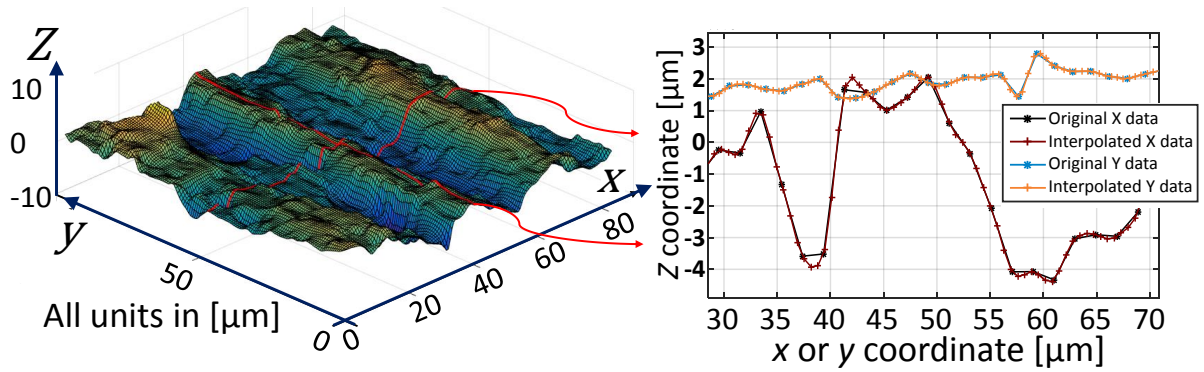 Z
10
0
-10
y
50
All units in [µm]
0
0
20
40
60
80
x
Z coordinate [µm]
3
2
1
0
-1
-2
-3
-4
30
35
40
45
50
55
60
65
70
x or y coordinate [µm]
Original X data
Interpolated X data
Original Y data
Interpolated Y data